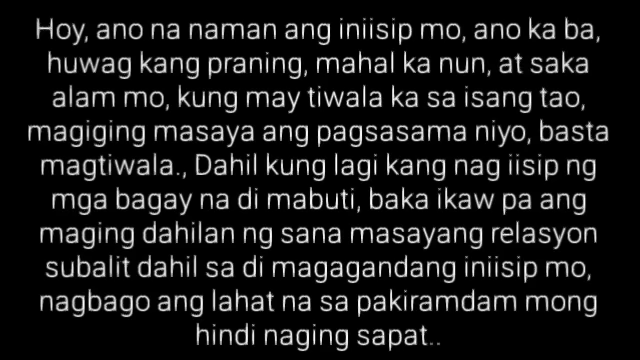 Hoy, ano na naman ang iniisip mo, ano ka ba,
huwag kang praning, mahal ka nun, at saka
alam mo, kung may tiwala ka sa isang tao,
magiging masaya ang pagsasama niyo, basta
magtiwala., Dahil kung lagi kang nag iisip ng
mga bagay na di mabuti, baka ikaw pa ang
maging dahilan ng sana masayang relasyon
subalit dahil sa di magagandang iniisip mo,
nagbago ang lahat na sa pakiramdam mong
hindi naging sapat..